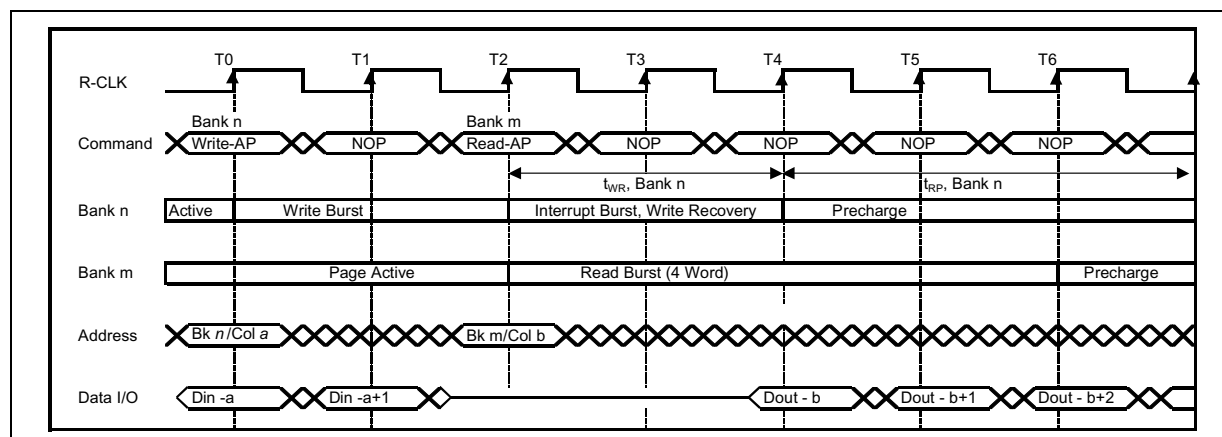 T0 T1 T2 T3 T4 T5 T6
R-CLK
Bank n Bank m
Command Write-AP NOP Read-AP NOP NOP NOP NOP
tWR, Bank n tRP, Bank n
Bank n Active Write Burst Interrupt Burst, Write Recovery Precharge
Bank m Page Active Read Burst (4 Word) Precharge
Address Bk n/Col a Bk m/Col b
Data I/O Din -a Din -a+1 Dout - b Dout - b+1 Dout - b+2